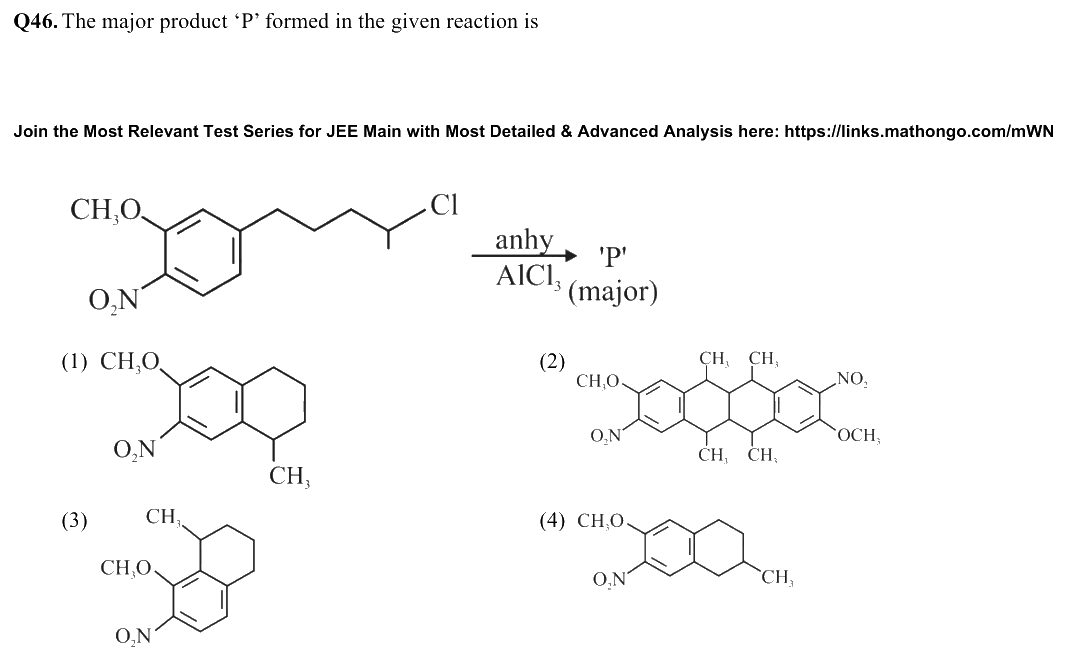 Q46. The major product ‘P’ formed in the given reaction is
Join the Most Relevant Test Series for JEE Main with Most Detailed & Advanced Analysis here: https://links.mathongo.com/mWN
CH₃O Cl
O₂N
anhy
AlCl₃
'P'
(major)
(1) CH₃O
O₂N
CH₃
(2) CH₃ CH₃
CH₃O NO₂
O₂N OCH₃
CH₃ CH₃
(3) CH₃
CH₃O
O₂N
(4) CH₃O
O₂N CH₃